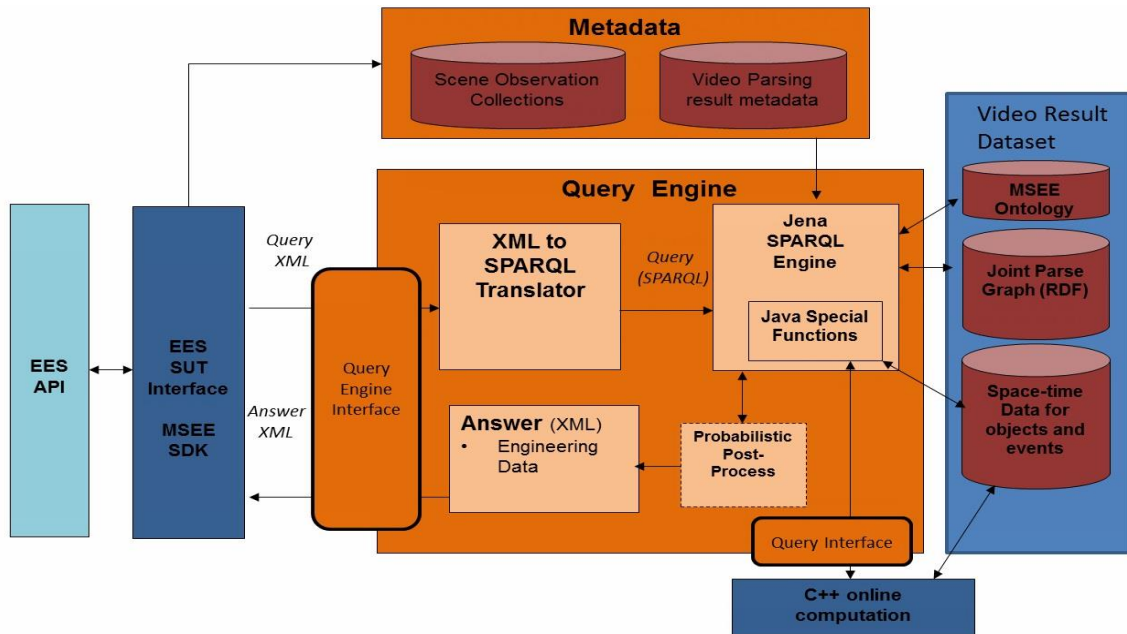 Metadata
Scene Observation
Collections
Video Parsing
result metadata
Video Result
Dataset
MSEE
Ontology
Joint Parse
Graph (RDF)
Space-time
Data for
objects and
events
Query Engine
EES
API
EES
SUT
Interface
MSEE
SDK
Query
XML
Answer
XML
Query
Engine
Interface
XML to
SPARQL
Translator
Query
(SPARQL)
Jena
SPARQL
Engine
Java Special
Functions
Answer (XML)
• Engineering
Data
Probabilistic
Post-
Process
Query Interface
C++ online
computation